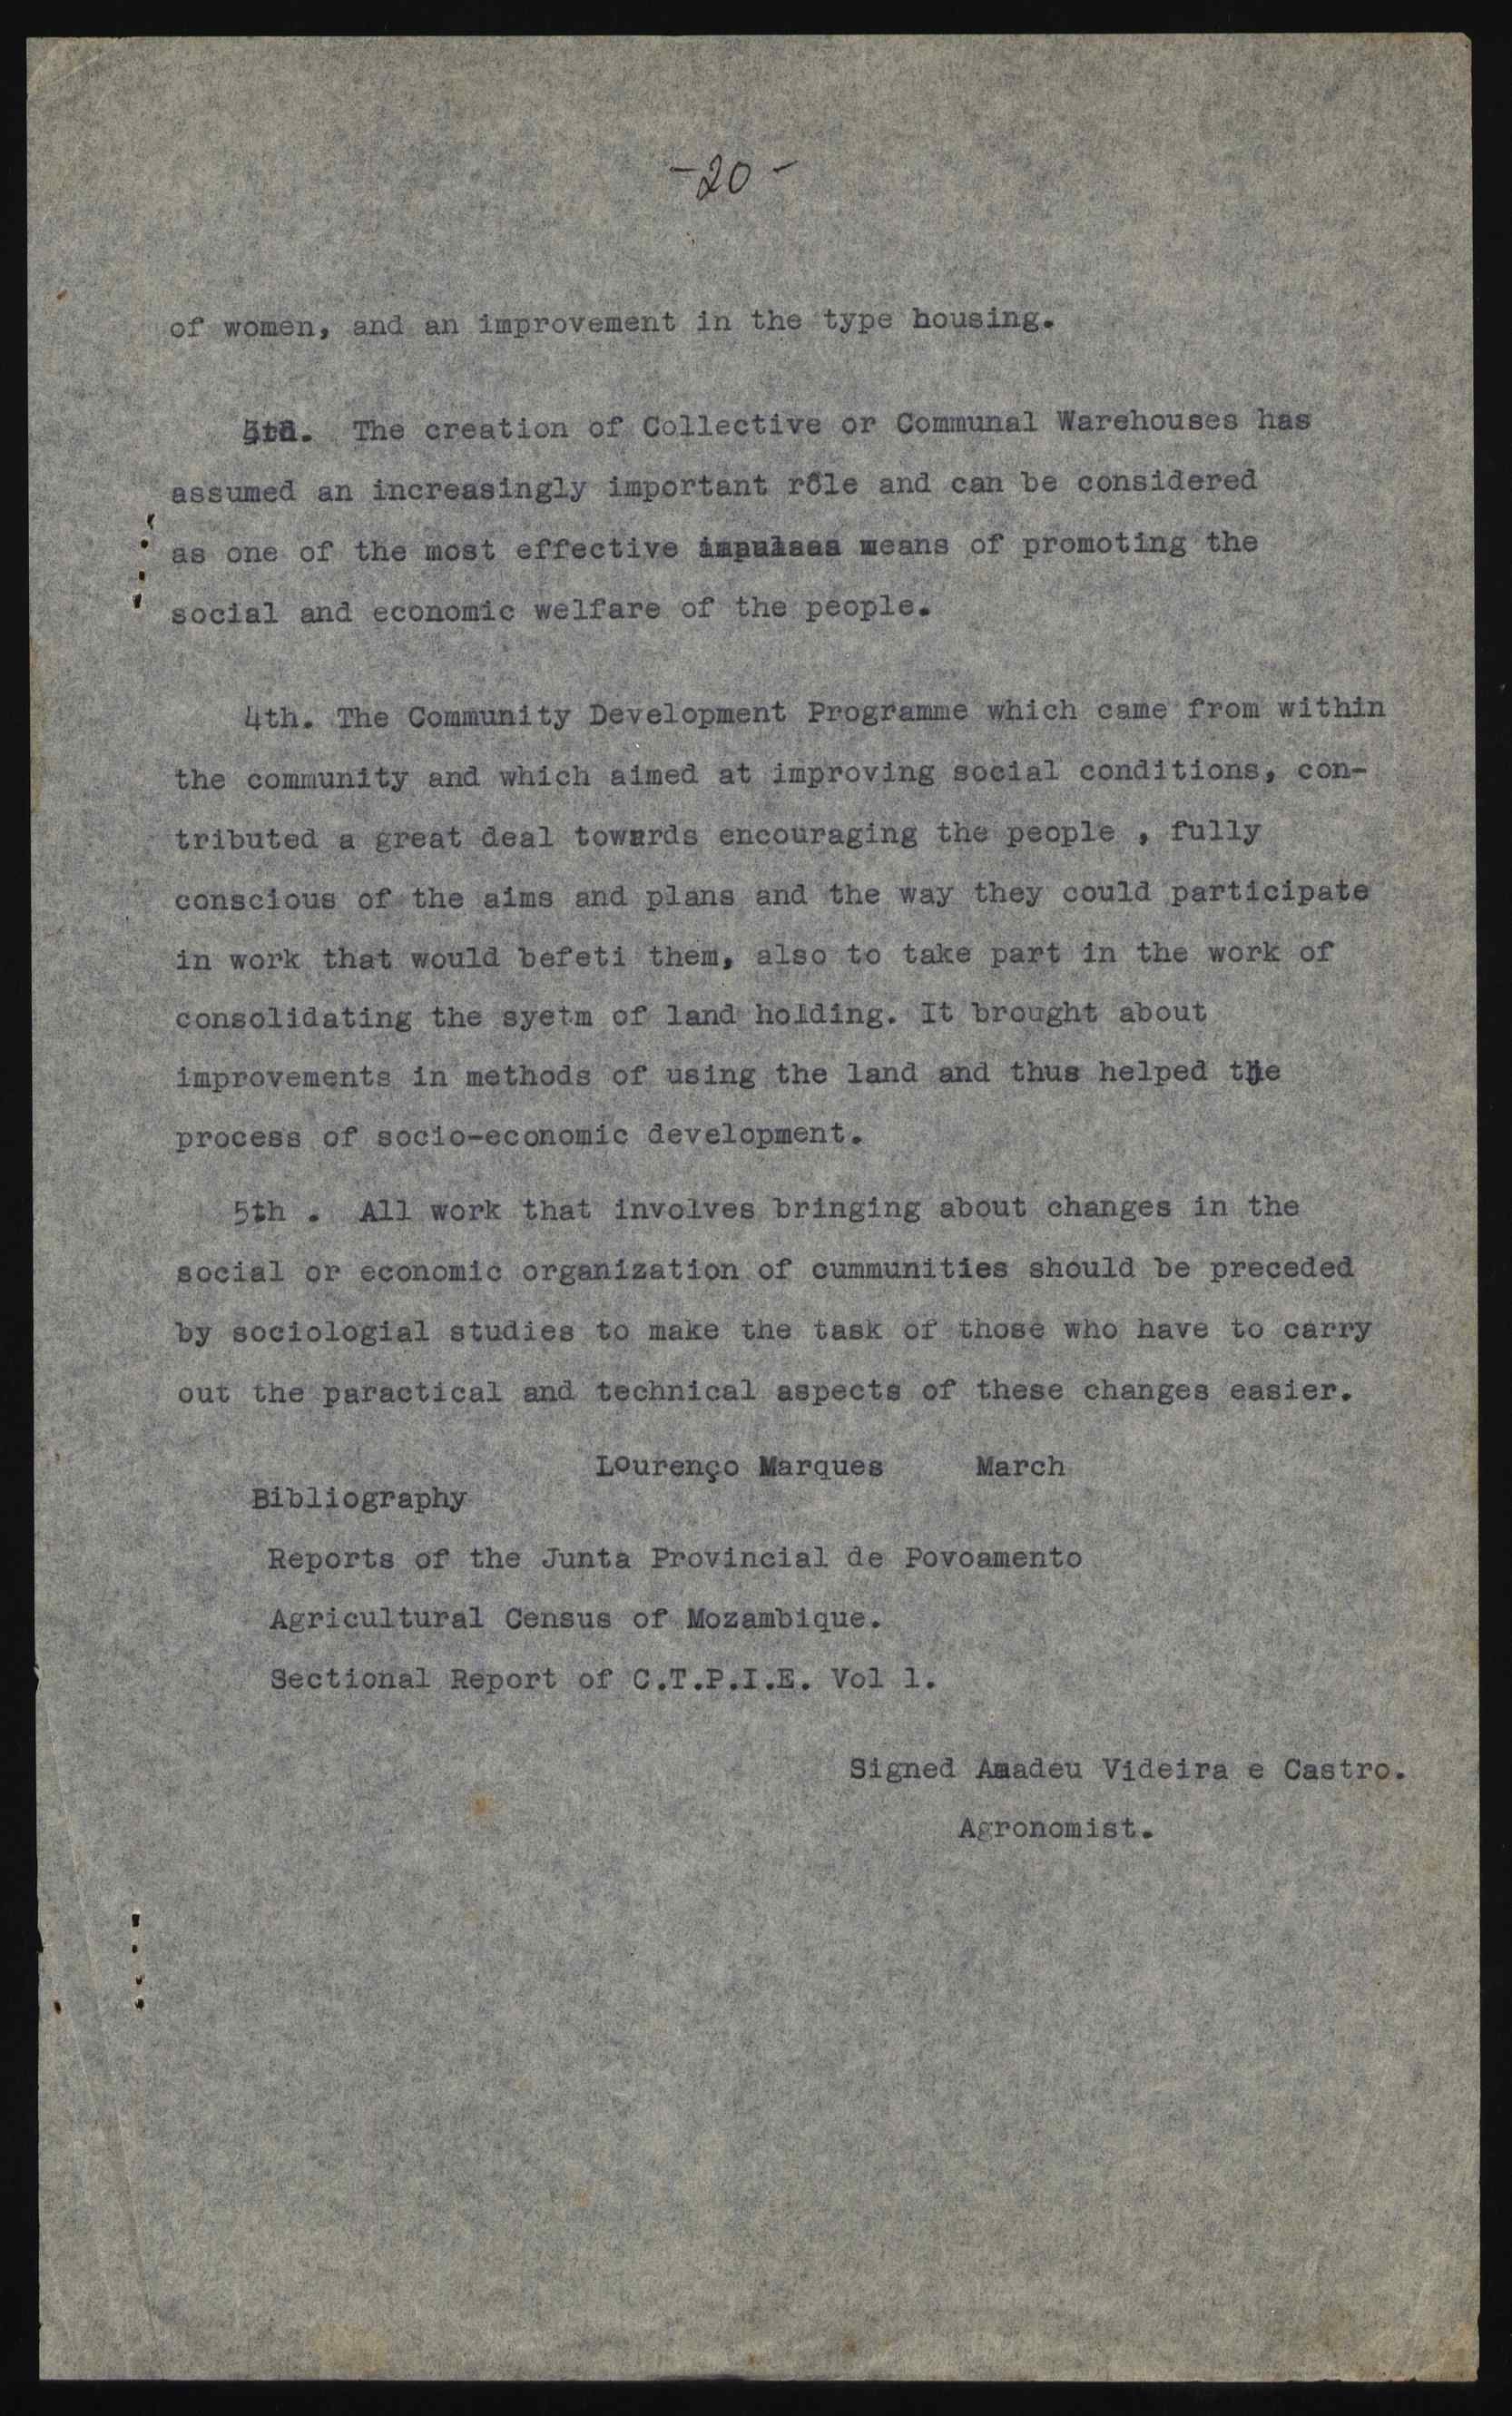 -20-
of women, and an improvement in the type housing.
3rd. The creation of Collective or Communal Warehouses has
assumed an increasingly important rôle and can be considered
as one of the most effective means of promoting the
social and economic welfare of the people.
4th. The Community Development Programme which came from within
the community and which aimed at improving social conditions, con-
tributed a great deal towards encouraging the people , fully
conscious of the aims and plans and the way they could participate
in work that would befeti them, also to take part in the work of
consolidating the syetm of land holding. It brought about
improvements in methods of using the land and thus helped the
process of socio-economic development.
5th . All work that involves bringing about changes in the
social or economic organization of cummunities should be preceded
by sociologial studies to make the task of those who have to carry
out the paractical and technical aspects of these changes easier.
Lourenço Marques March
Bibliography
Reports of the Junta Provincial de Povoamento
Agricultural Census of Mozambique.
Sectional Report of C.T.P.I.E. Vol 1.
Signed Amadeu Videira e Castro.
Agronomist.